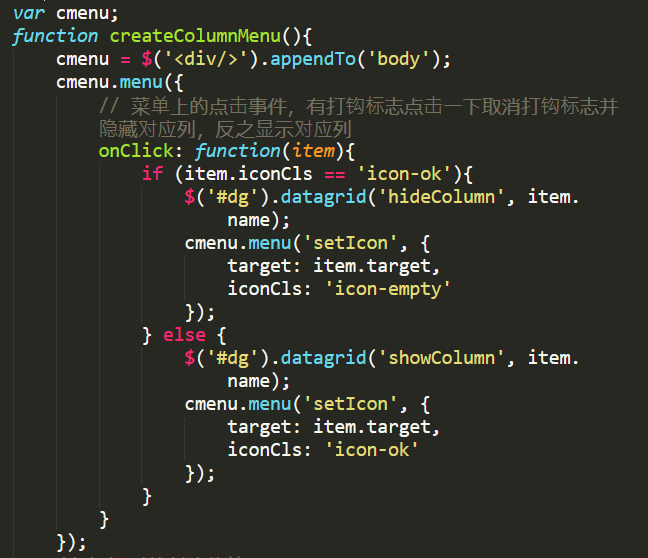 var cmenu;
function createColumnMenu(){
cmenu = $('<div/>').appendTo('body');
cmenu.menu({
// 菜单上的点击事件，有打钩标志点击一下取消打钩标志并
隐藏对应列，反之显示对应列
onClick: function(item){
if (item.iconCls == 'icon-ok'){
$('#dg').datagrid('hideColumn', item.
name);
cmenu.menu('setIcon', {
target: item.target,
iconCls: 'icon-empty'
});
} else {
$('#dg').datagrid('showColumn', item.
name);
cmenu.menu('setIcon', {
target: item.target,
iconCls: 'icon-ok'
});
}
}
});